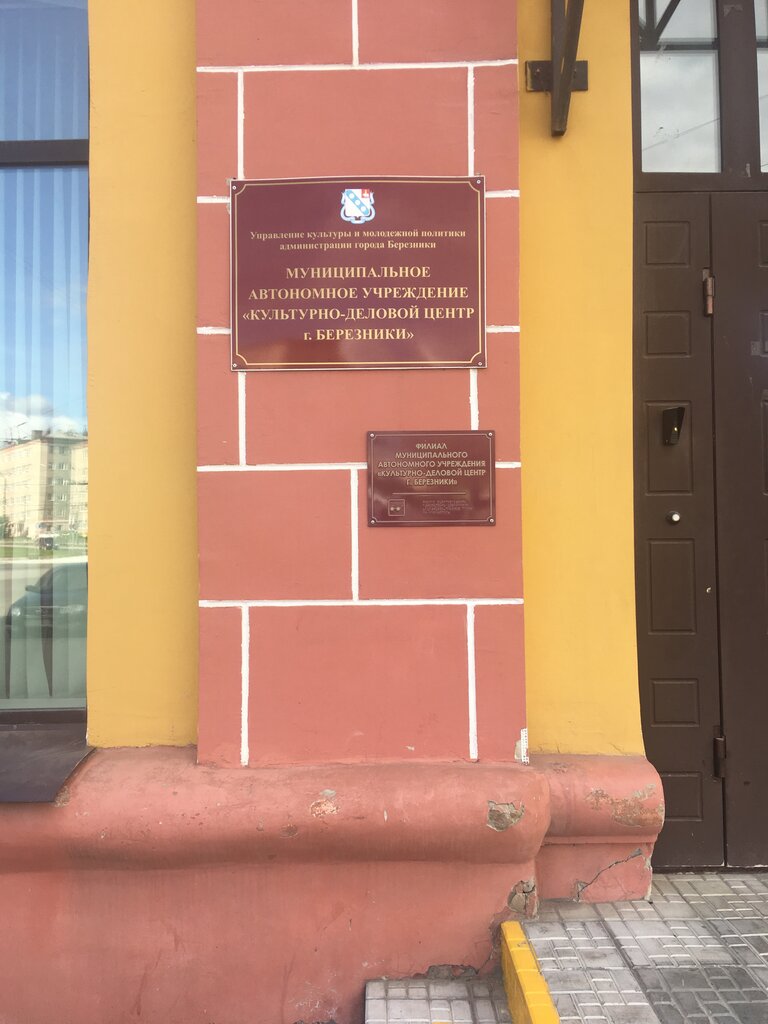 Управление культуры и молодежной политики
администрации города Березники
МУНИЦИПАЛЬНОЕ
АВТОНОМНОЕ УЧРЕЖДЕНИЕ
«КУЛЬТУРНО-ДЕЛОВОЙ ЦЕНТР
г. БЕРЕЗНИКИ»
ФИЛИАЛ
МУНИЦИПАЛЬНОГО
АВТОНОМНОГО УЧРЕЖДЕНИЯ
«КУЛЬТУРНО-ДЕЛОВОЙ ЦЕНТР
Г. БЕРЕЗНИКИ»